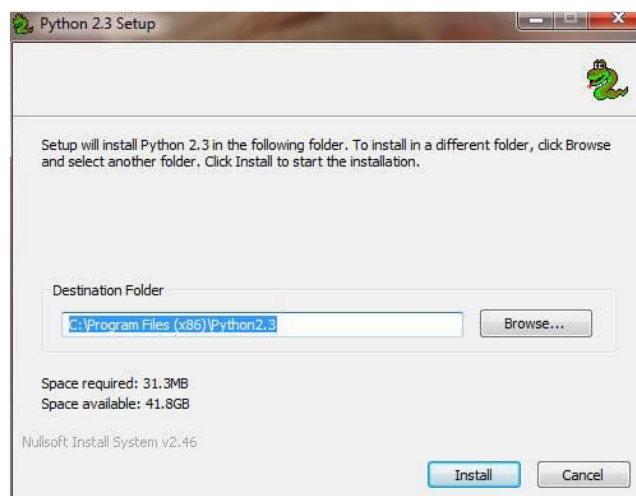 Python 2.3 Setup
Setup will install Python 2.3 in the following folder. To install in a different folder, click Browse
and select another folder. Click Install to start the installation.
Destination Folder
C:\Program Files (x86)\Python2.3
Browse...
Space required: 31.3MB
Space available: 41.8GB
Nullsoft Install System v2.46
Install
Cancel